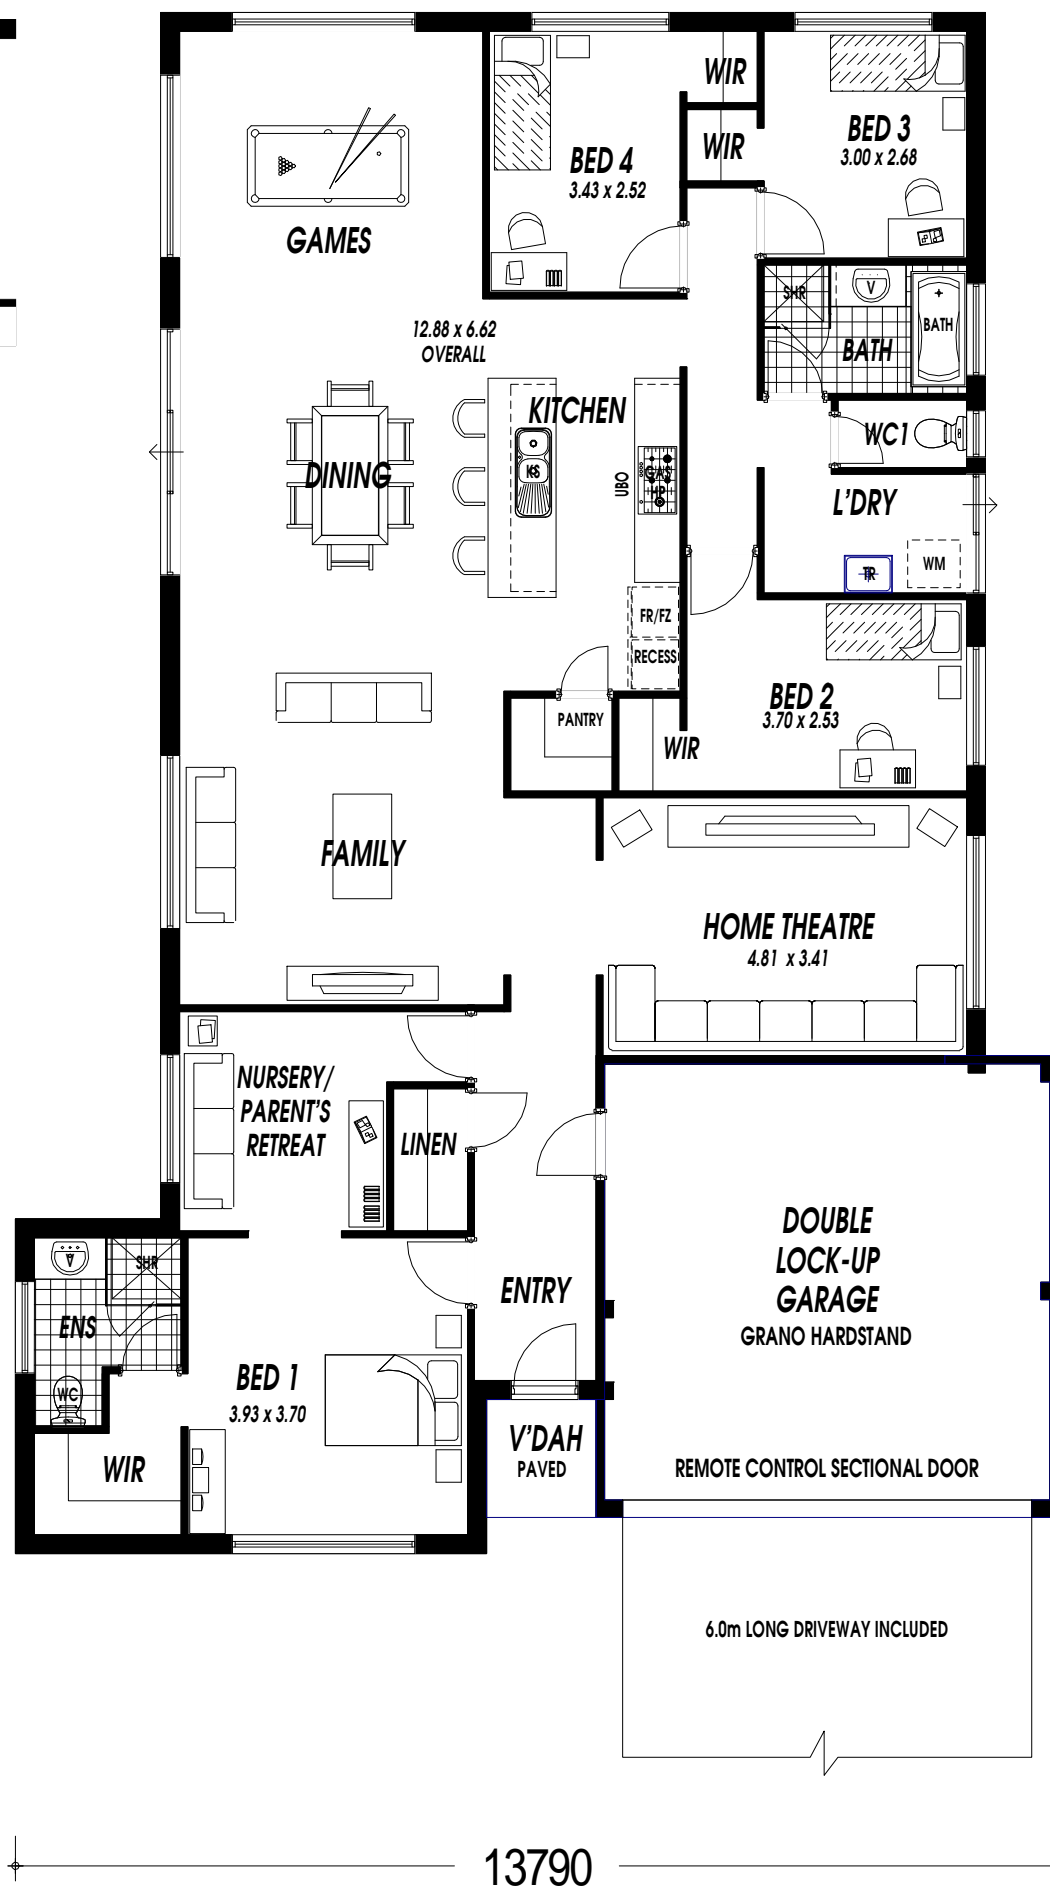 WIR
BED 3
3.00 x 2.68
WIR
BED 4
3.43 x 2.52
GAMES
SHR
V
BATH
BATH
12.88 x 6.62
OVERALL
KITCHEN
WC1
DINING
KS
UBO
GAS
HP
L'DRY
TR
WM
FR/FZ
RECESS
BED 2
3.70 x 2.53
PANTRY
WIR
FAMILY
HOME THEATRE
4.81 x 3.41
NURSERY/
PARENT'S
RETREAT
LINEN
DOUBLE
LOCK-UP
GARAGE
GRANO HARDSTAND
V
SHR
ENS
ENTRY
BED 1
3.93 x 3.70
WC
V'DAH
PAVED
WIR
REMOTE CONTROL SECTIONAL DOOR
6.0m LONG DRIVEWAY INCLUDED
13790